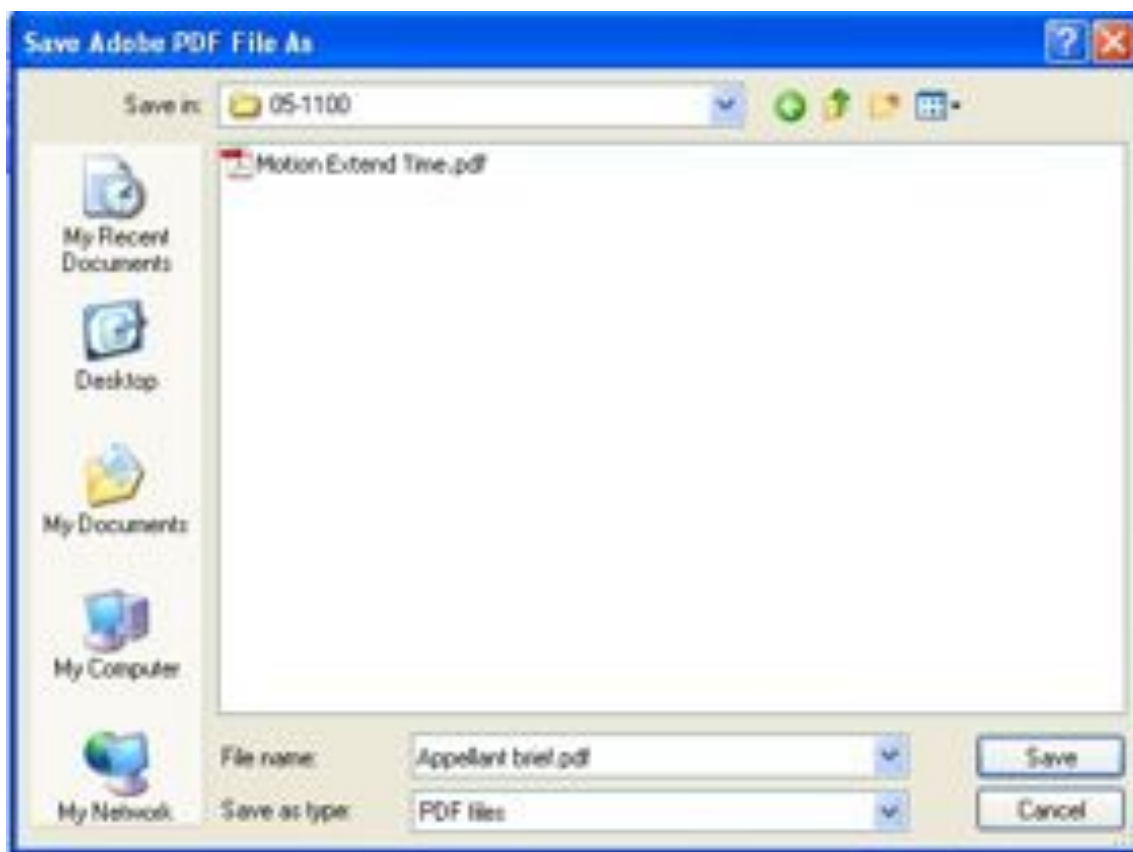 Save Adobe PDF File As
Save in:
05-1100
Motion Extend Time.pdf
My Recent
Documents
Desktop
My Documents
My Computer
My Network
File name:
Appellant brief.pdf
Save
Save as type:
PDF files
Cancel